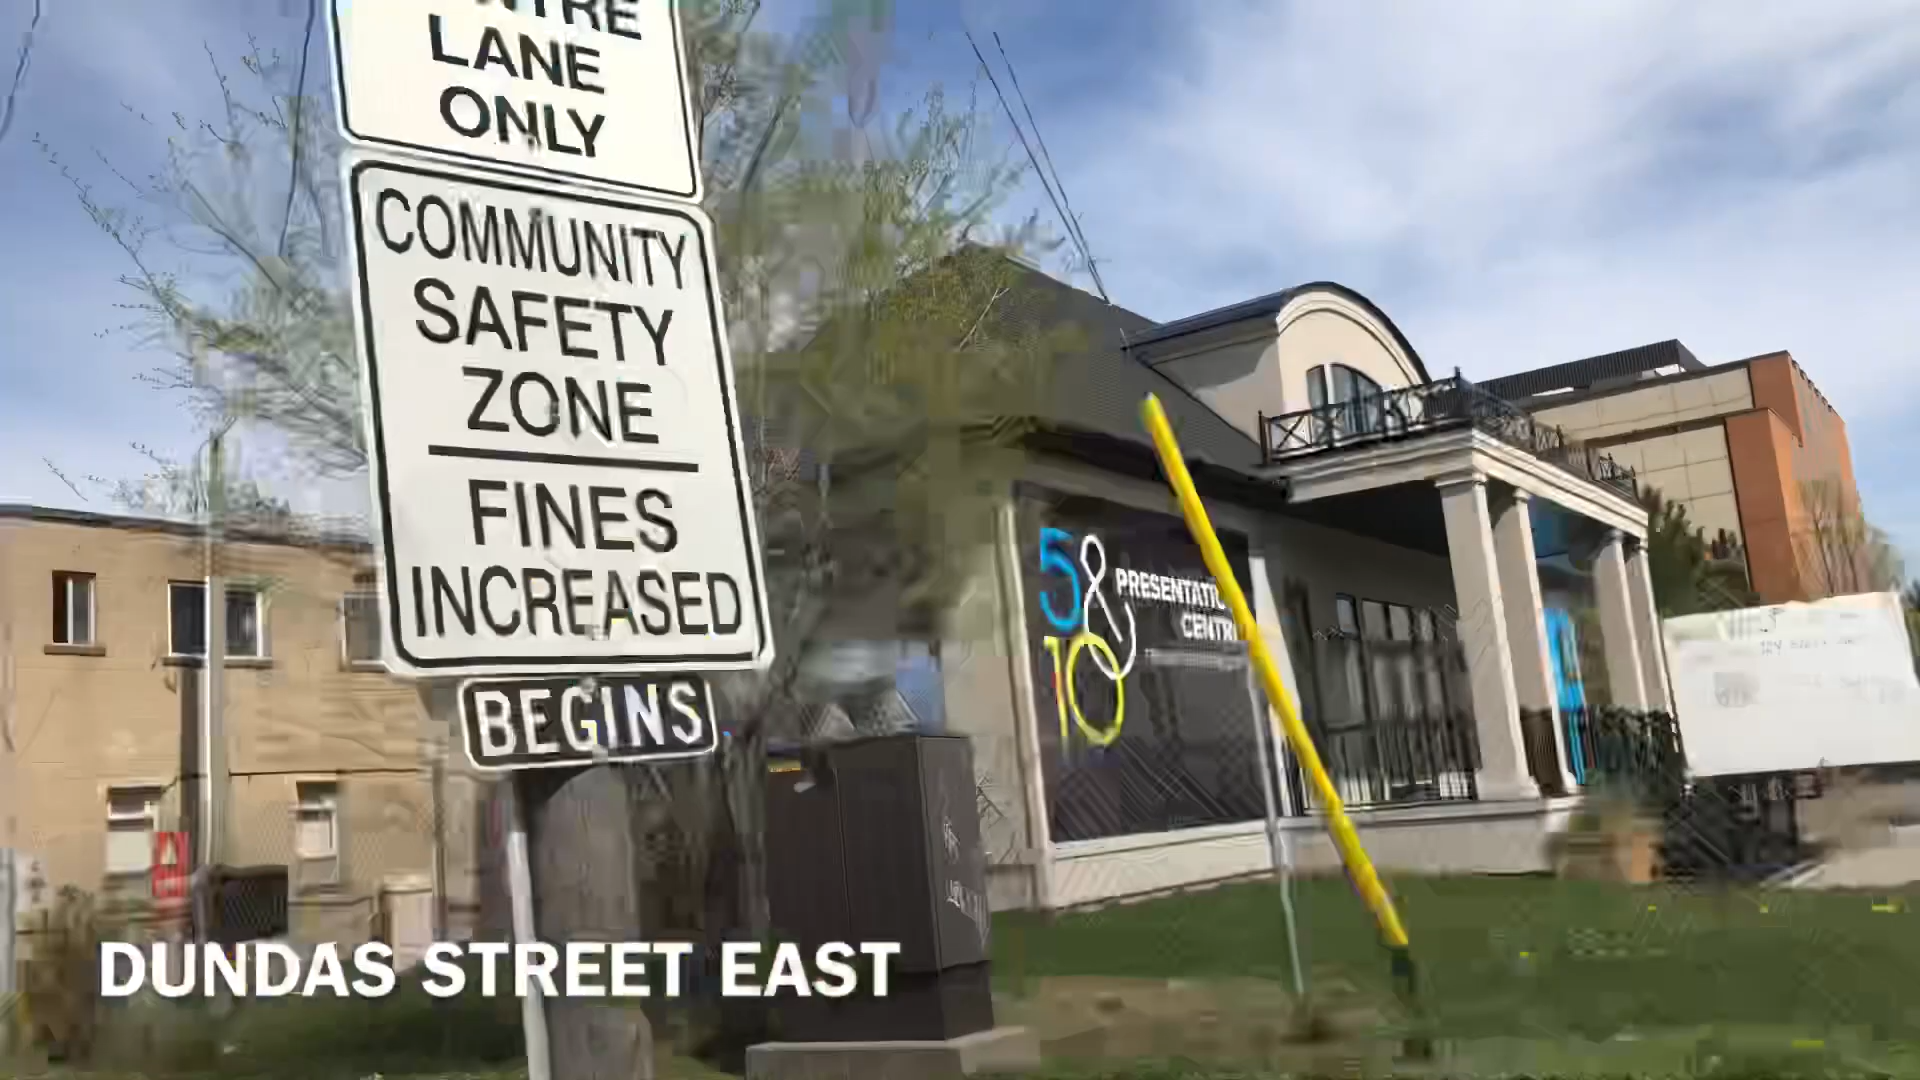 LANE
ONLY
COMMUNITY
SAFETY
ZONE
FINES
INCREASED
BEGINS
5&
10
PRESENTATIO
CENTR
DUNDAS STREET EAST